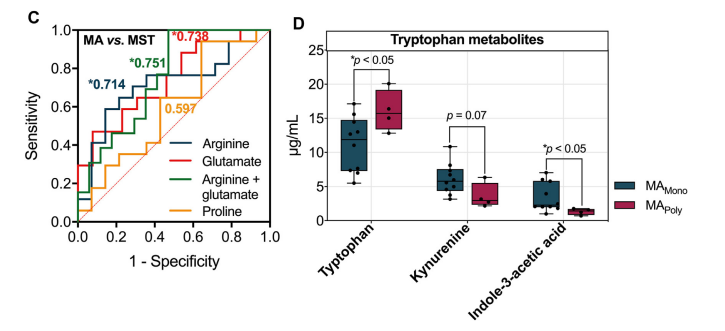 C
MA vs. MST
*0.738
*0.751
*0.714
0.597
1.0
0.8
0.6
0.4
0.2
0.0
Sensitivity
Arginine
Glutamate
Arginine +
glutamate
Proline
0.0 0.2 0.4 0.6 0.8 1.0
1 - Specificity
D
Tryptophan metabolites
25
20
15
10
5
0
µg/mL
*p < 0.05
p = 0.07
*p < 0.05
Typtophan
Kynurenine
Indole-3-acetic acid
MAMono
MAPoly